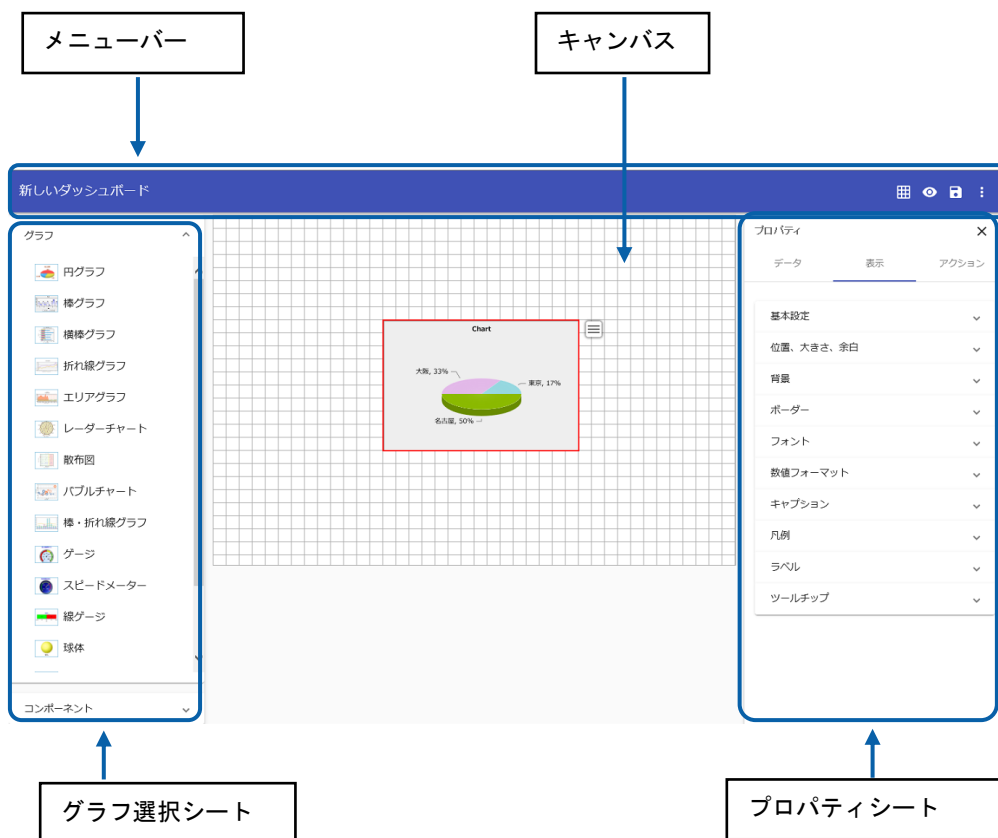 メニューバー
キャンバス
新しいダッシュボード
グラフ
円グラフ
棒グラフ
横棒グラフ
折れ線グラフ
エリアグラフ
レーダーチャート
散布図
バブルチャート
棒・折れ線グラフ
ゲージ
スピードメーター
線ゲージ
球体
コンポーネント
Chart
大阪, 33%
東京, 17%
名古屋, 50%
プロパティ
データ
表示
アクション
基本設定
位置、大きさ、余白
背景
ボーダー
フォント
数値フォーマット
キャプション
凡例
ラベル
ツールチップ
グラフ選択シート
プロパティシート